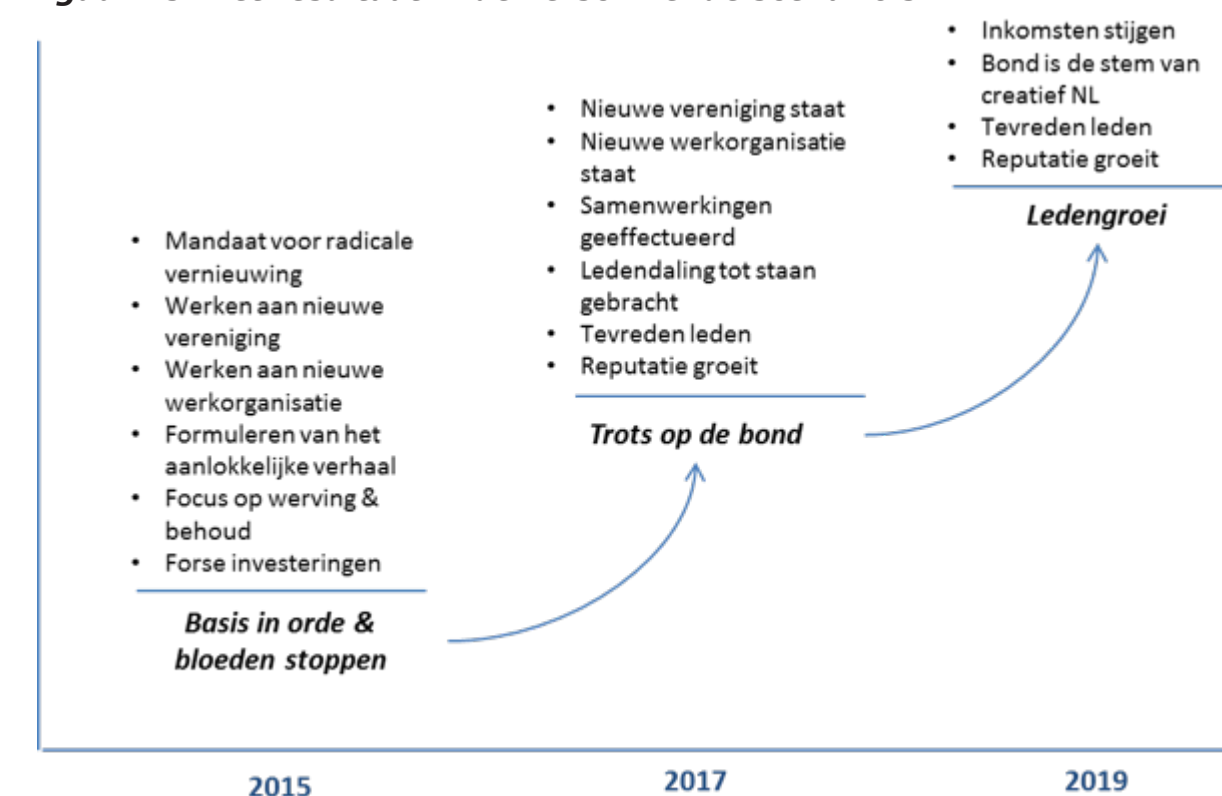 Inkomsten stijgen
Bond is de stem van
creatief NL
Tevreden leden
Reputatie groeit
Ledengroei
Nieuwe vereniging staat
Nieuwe werkorganisatie
staat
Samenwerkingen
geeffectueerd
Ledendaling tot staan
gebracht
Tevreden leden
Reputatie groeit
Trots op de bond
Mandaat voor radicale
vernieuwing
Werken aan nieuwe
vereniging
Werken aan nieuwe
werkorganisatie
Formuleren van het
aanlokkelijke verhaal
Focus op werving &
behoud
Forse investeringen
Basis in orde &
bloeden stoppen
2015
2017
2019